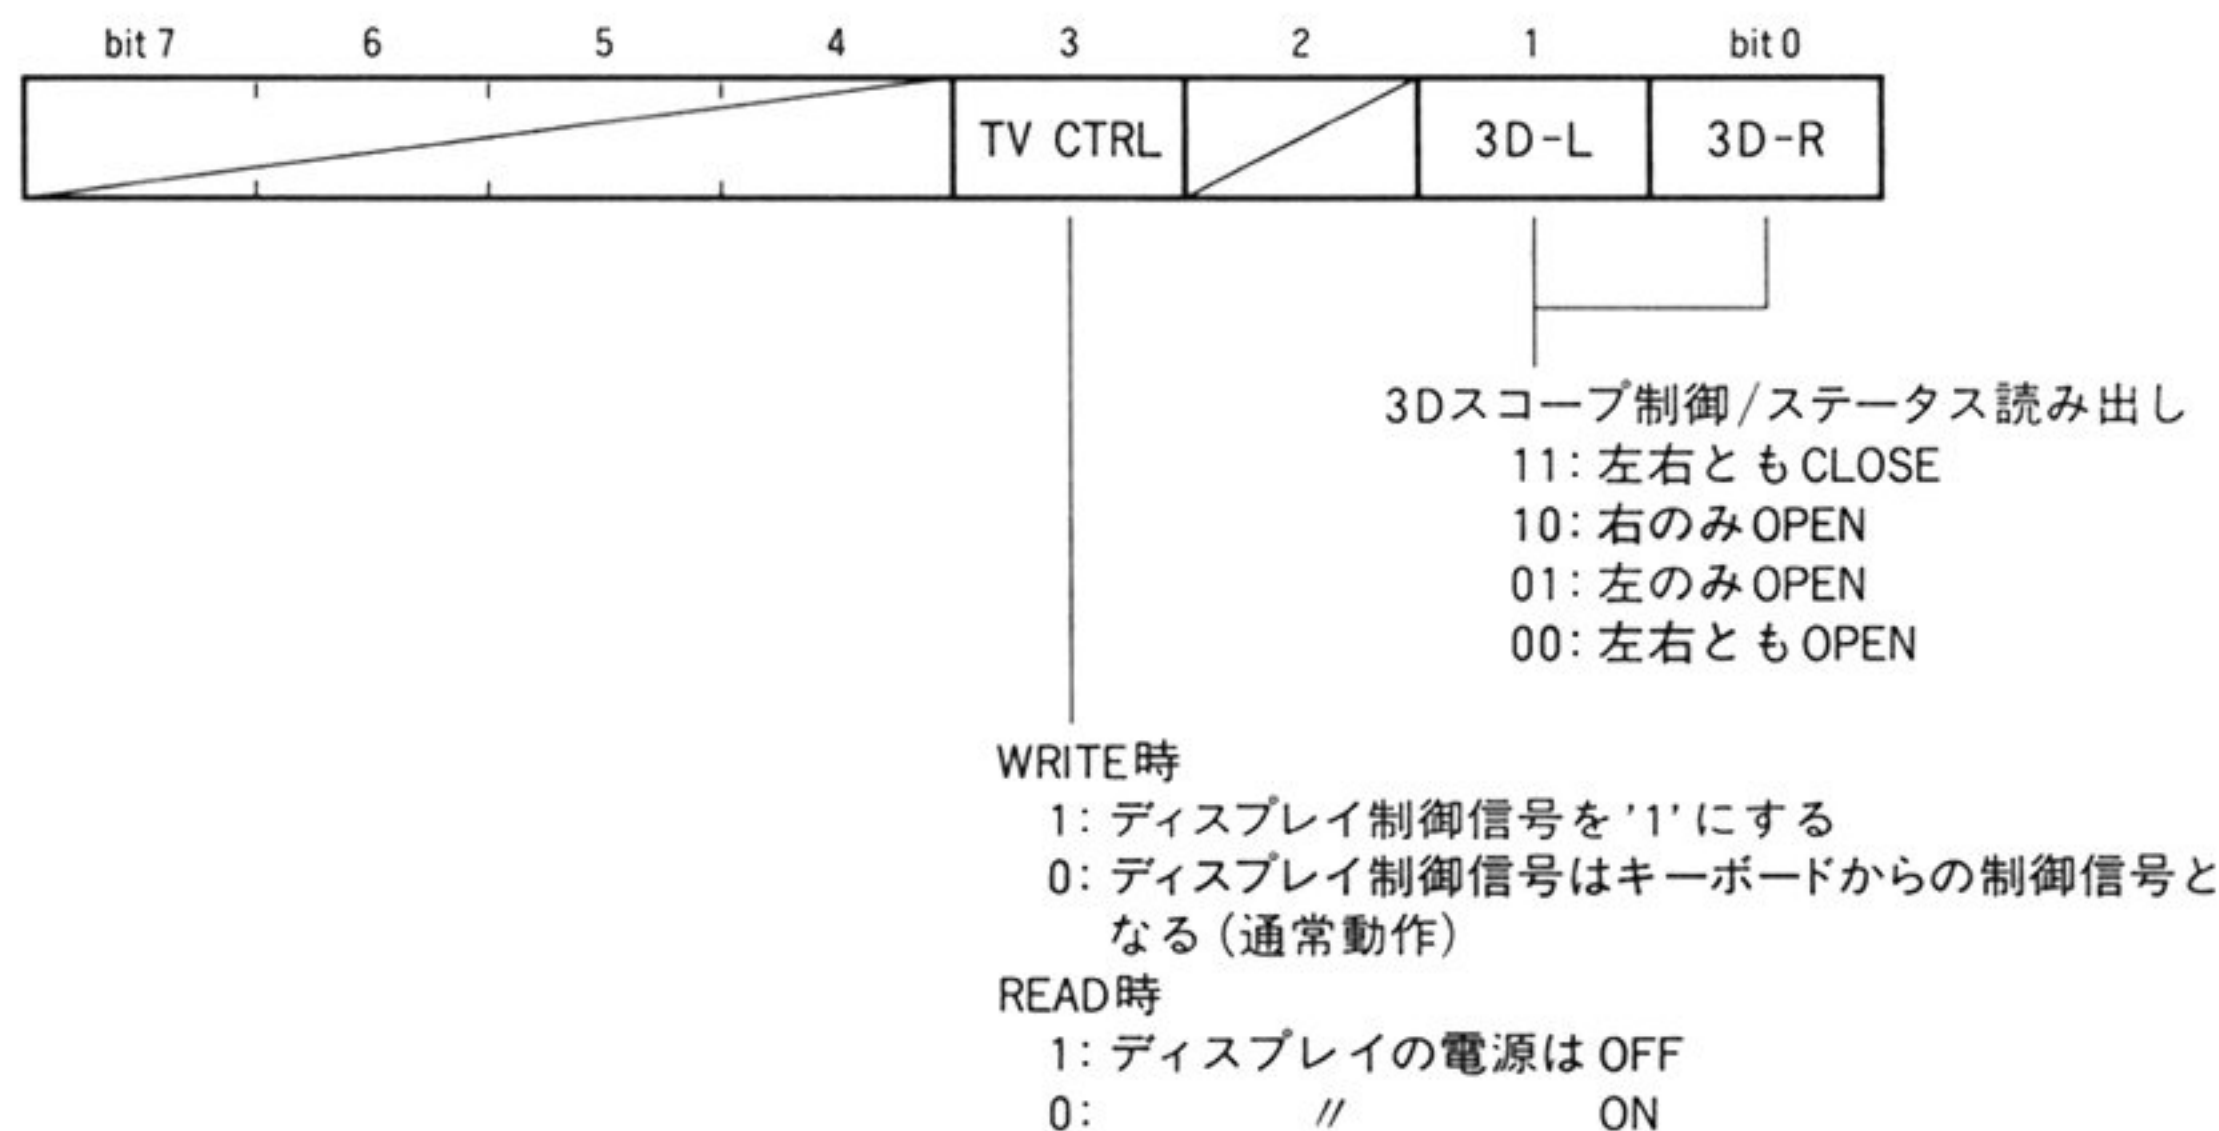 bit 7 6 5 4 3 2 1 bit 0
TV CTRL 3D-L 3D-R
3Dスコープ制御/ステータス読み出し
11: 左右ともCLOSE
10: 右のみOPEN
01: 左のみOPEN
00: 左右ともOPEN
WRITE時
1: ディスプレイ制御信号を'1'にする
0: ディスプレイ制御信号はキーボードからの制御信号と
なる(通常動作)
READ時
1: ディスプレイの電源は OFF
0: 〃 ON